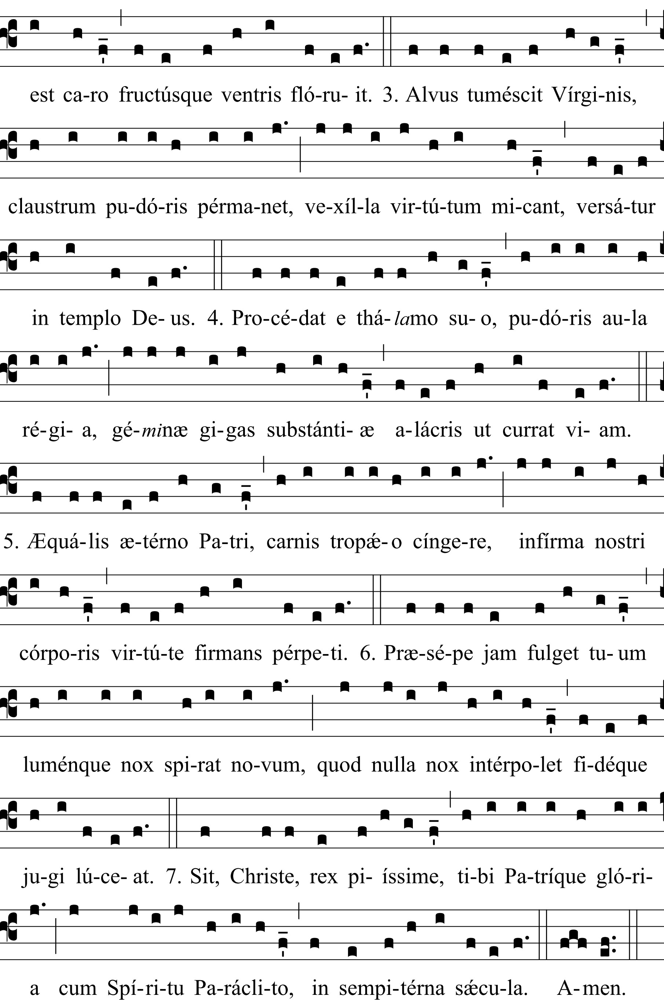 est ca-ro fructúsque ventris fló-ru- it. 3. Alvus tuméscit Vírgi-nis,
claustrum pu-dó-ris pérma-net, ve-xíl-la vir-tú-tum mi-cant, versá-tur
in templo De- us. 4. Pro-cé-dat e thá-lamo su- o, pu-dó-ris au-la
ré-gi- a, gé-minæ gi-gas substánti- æ a-lácris ut currat vi- am.
5. Æquá-lis æ-térno Pa-tri, carnis tropǽ-o cínge-re, infírma nostri
córpo-ris vir-tú-te firmans pérpe-ti. 6. Præ-sé-pe jam fulget tu- um
luménque nox spi-rat no-vum, quod nulla nox intérpo-let fi-déque
ju-gi lú-ce- at. 7. Sit, Christe, rex pi- íssime, ti-bi Pa-tríque gló-ri-
a cum Spí-ri-tu Pa-rácli-to, in sempi-térna sǽcu-la. A-men.